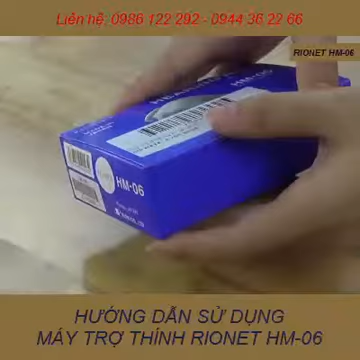 Liên hệ: 0986 122 292 - 0944 36 22 66
RIONET HM-06
HM-06
HƯỚNG DẪN SỬ DỤNG
MÁY TRỢ THÍNH RIONET HM-06